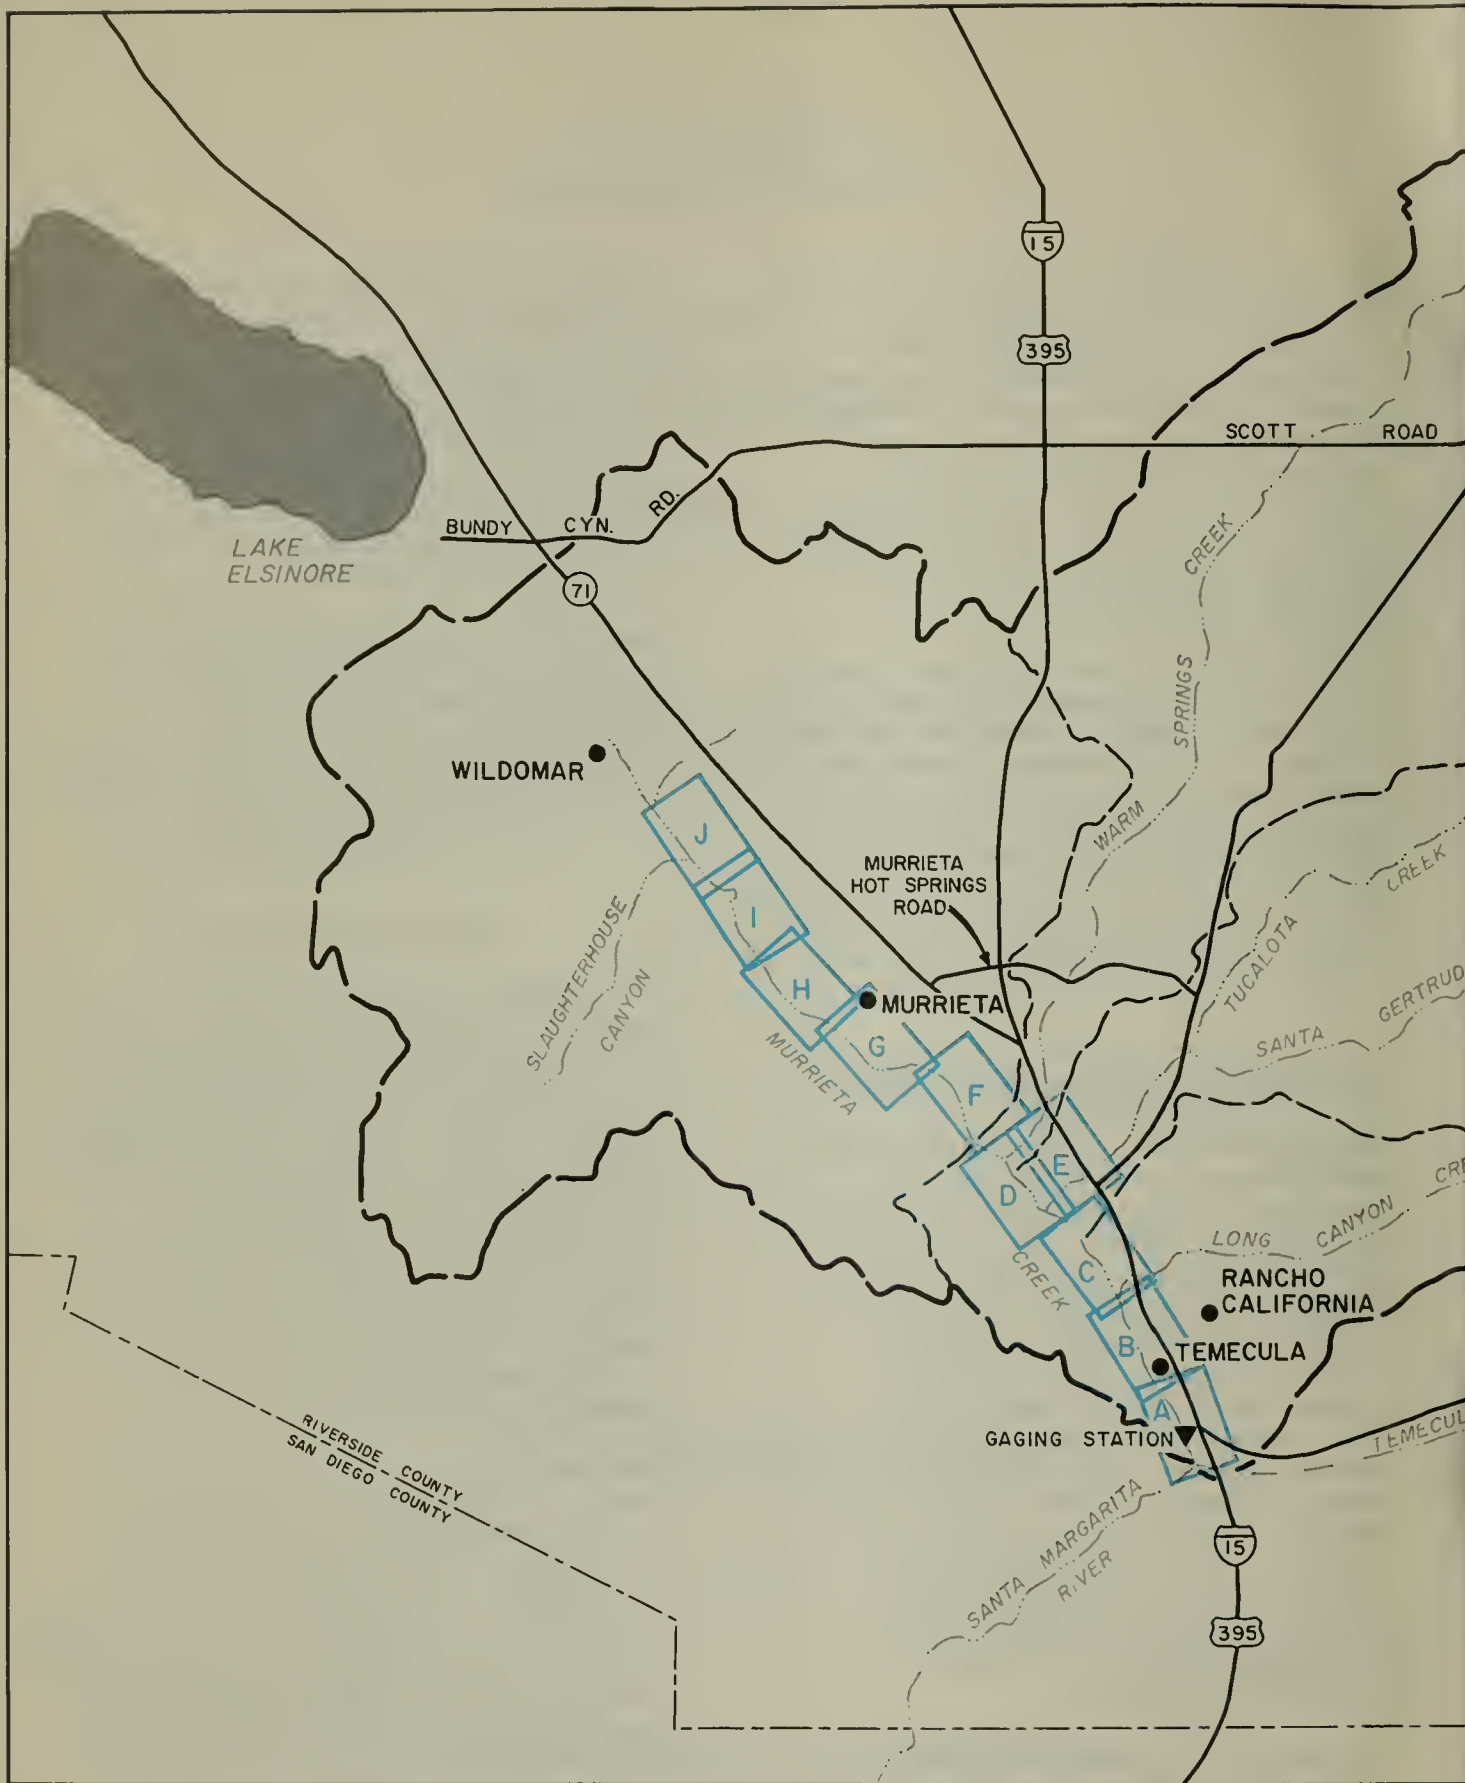 15
395
SCOTT ROAD
BUNDY CYN. RD.
LAKE
ELSINORE
71
CREEK
SPRINGS
WARM
WILDOMAR
MURRIETA
HOT SPRINGS
ROAD
CREEK
TUCALOTA
SLAUGHTERHOUSE
CANYON
J
I
H
G
F
E
D
C
B
A
MURRIETA
MURRIETA
CREEK
SANTA GERTRUD
LONG CANYON CRE
RANCHO
CALIFORNIA
TEMECULA
GAGING STATION
TEMECUL
RIVERSIDE COUNTY
SAN DIEGO COUNTY
SANTA MARGARITA
RIVER
15
395